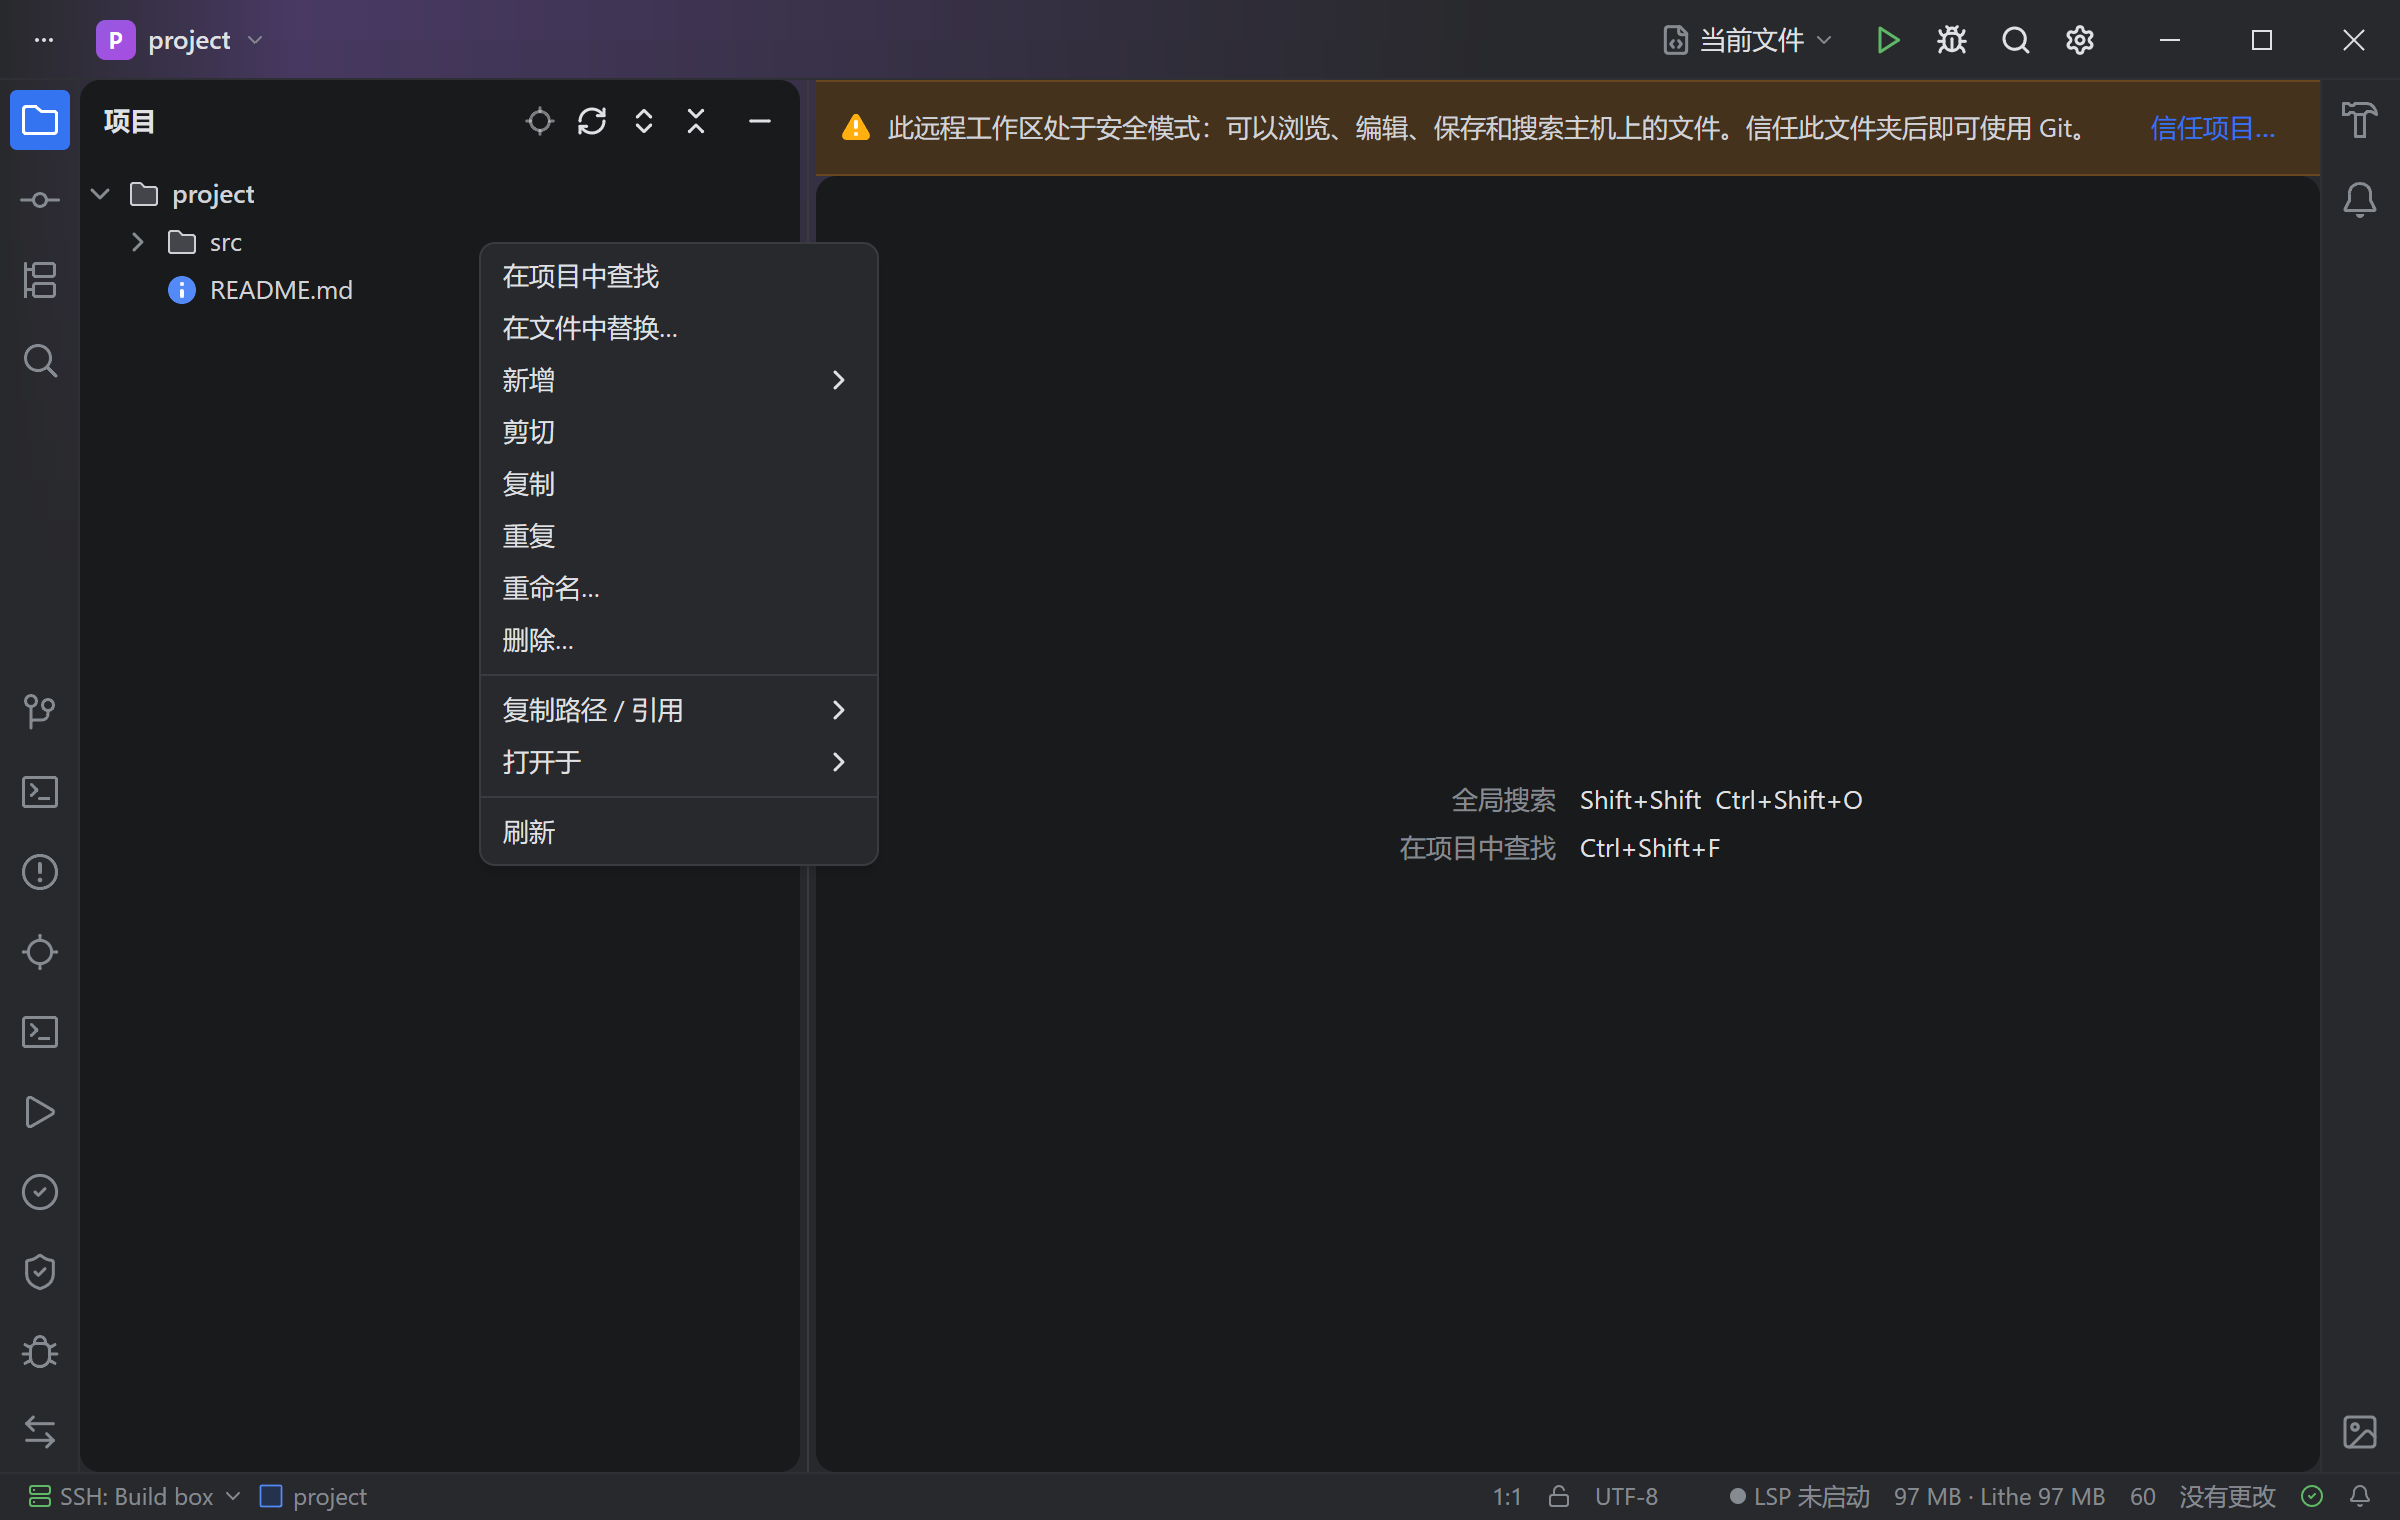 P project
当前文件
项目
此远程工作区处于安全模式：可以浏览、编辑、保存和搜索主机上的文件。信任此文件夹后即可使用 Git。
信任项目...
project
src
README.md
在项目中查找
在文件中替换...
新增
剪切
复制
重复
重命名...
删除...
复制路径 / 引用
打开于
刷新
全局搜索 Shift+Shift Ctrl+Shift+O
在项目中查找 Ctrl+Shift+F
SSH: Build box project
1:1 UTF-8 LSP 未启动 97 MB · Lithe 97 MB 60 没有更改